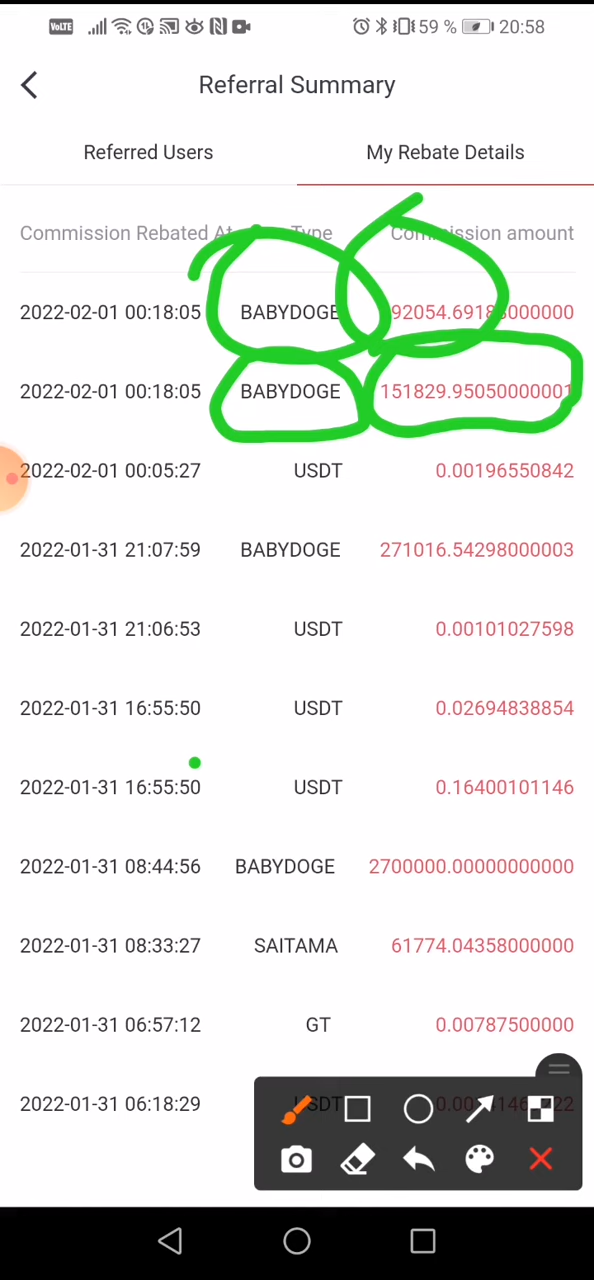 VoLTE 59 % 20:58
Referral Summary
Referred Users My Rebate Details
Commission Rebated At Type Commission amount
2022-02-01 00:18:05 BABYDOGE 92054.6918 000000
2022-02-01 00:18:05 BABYDOGE 151829.95050000001
2022-02-01 00:05:27 USDT 0.00196550842
2022-01-31 21:07:59 BABYDOGE 271016.54298000003
2022-01-31 21:06:53 USDT 0.00101027598
2022-01-31 16:55:50 USDT 0.02694838854
2022-01-31 16:55:50 USDT 0.16400101146
2022-01-31 08:44:56 BABYDOGE 2700000.00000000000
2022-01-31 08:33:27 SAITAMA 61774.04358000000
2022-01-31 06:57:12 GT 0.00787500000
2022-01-31 06:18:29 USDT